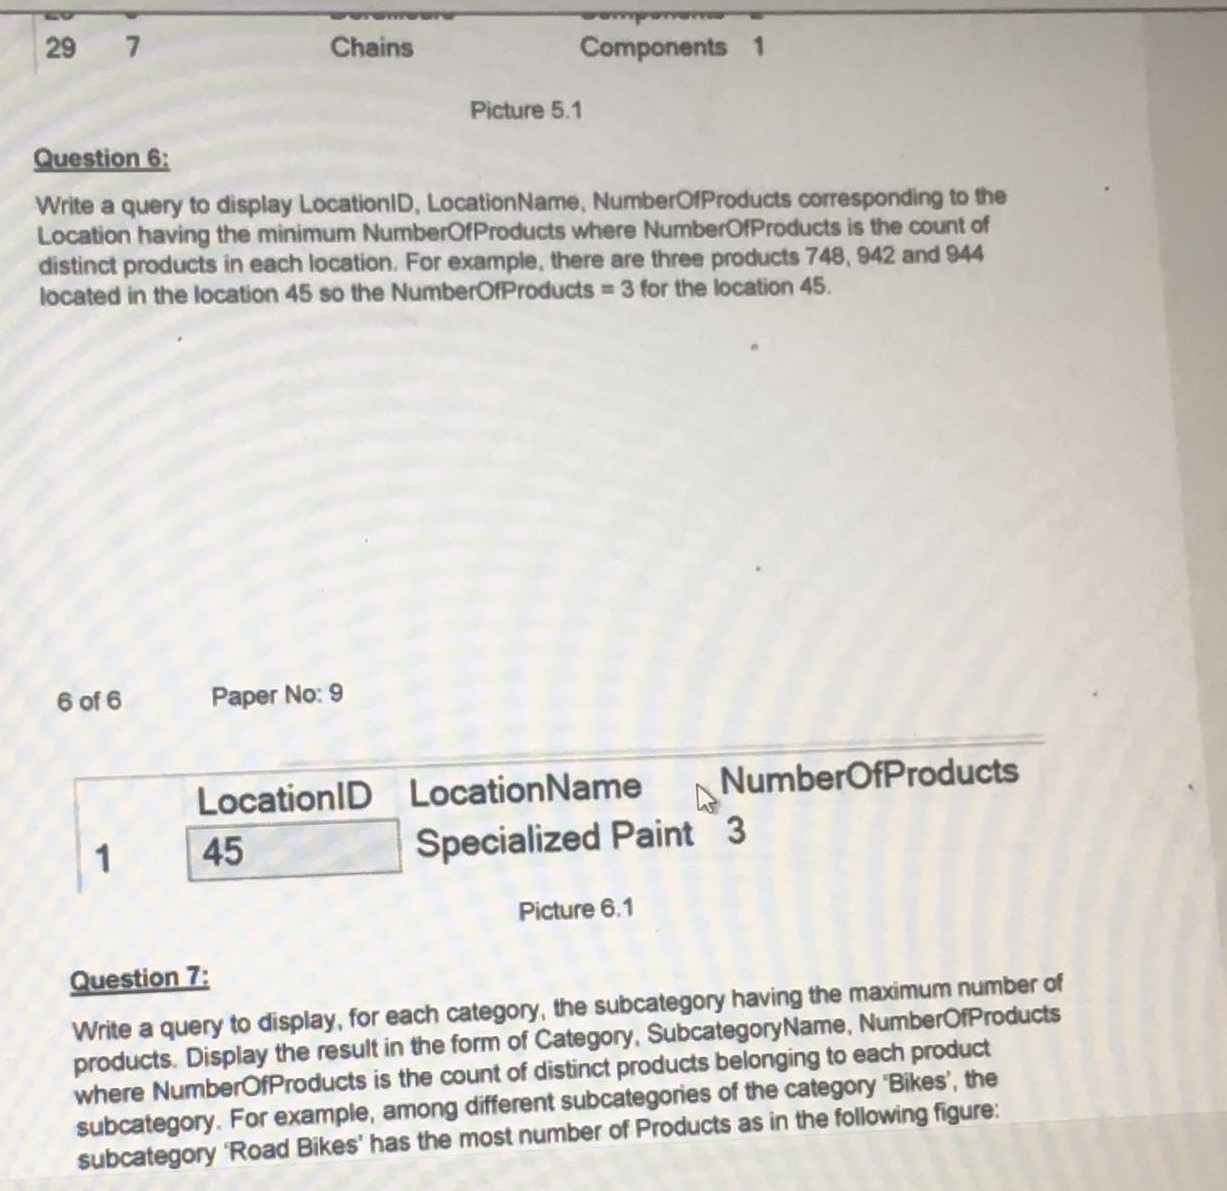 29 7 Chains Components 1
Picture 5.1
Question 6:
Write a query to display LocationID, LocationName, NumberOfProducts corresponding to the
Location having the minimum NumberOfProducts where NumberOfProducts is the count of
distinct products in each location. For example, there are three products 748, 942 and 944
located in the location 45 so the NumberOfProducts = 3 for the location 45.
6 of 6 Paper No: 9
LocationID LocationName NumberOfProducts
1 45 Specialized Paint 3
Picture 6.1
Question 7:
Write a query to display, for each category, the subcategory having the maximum number of
products. Display the result in the form of Category, SubcategoryName, NumberOfProducts
where NumberOfProducts is the count of distinct products belonging to each product
subcategory. For example, among different subcategories of the category 'Bikes', the
subcategory 'Road Bikes' has the most number of Products as in the following figure: